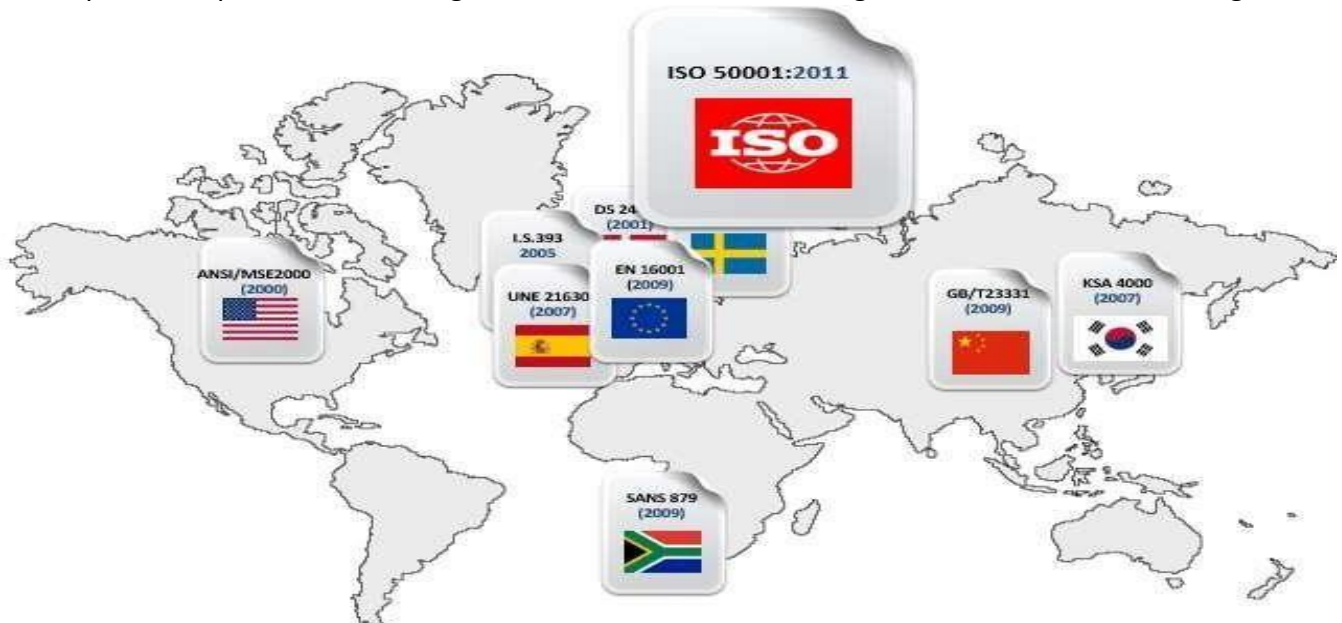 ISO 50001:2011
ISO
DS
(2001)
I.S.393
2005
EN 16001
(2009)
ANSI/MSE2000
(2000)
UNE 21630
(2007)
GB/T23331
(2009)
KSA 4000
(2007)
SANS 879
(2009)